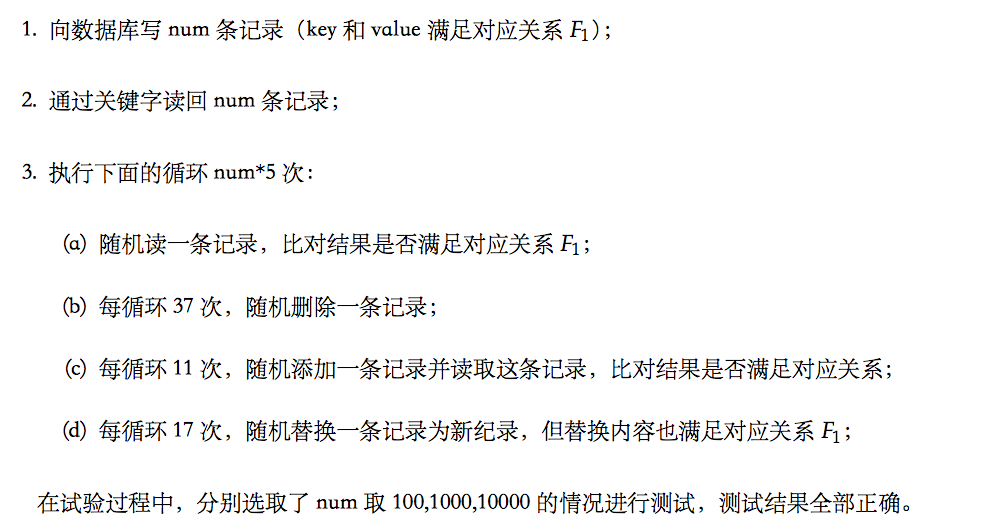 1. 向数据库写 num 条记录（key 和 value 满足对应关系 F₁）；
2. 通过关键字读回 num 条记录；
3. 执行下面的循环 num*5 次：
(a) 随机读一条记录，比对结果是否满足对应关系 F₁；
(b) 每循环 37 次，随机删除一条记录；
(c) 每循环 11 次，随机添加一条记录并读取这条记录，比对结果是否满足对应关系；
(d) 每循环 17 次，随机替换一条记录为新纪录，但替换内容也满足对应关系 F₁；
在试验过程中，分别选取了 num 取 100,1000,10000 的情况进行测试，测试结果全部正确。